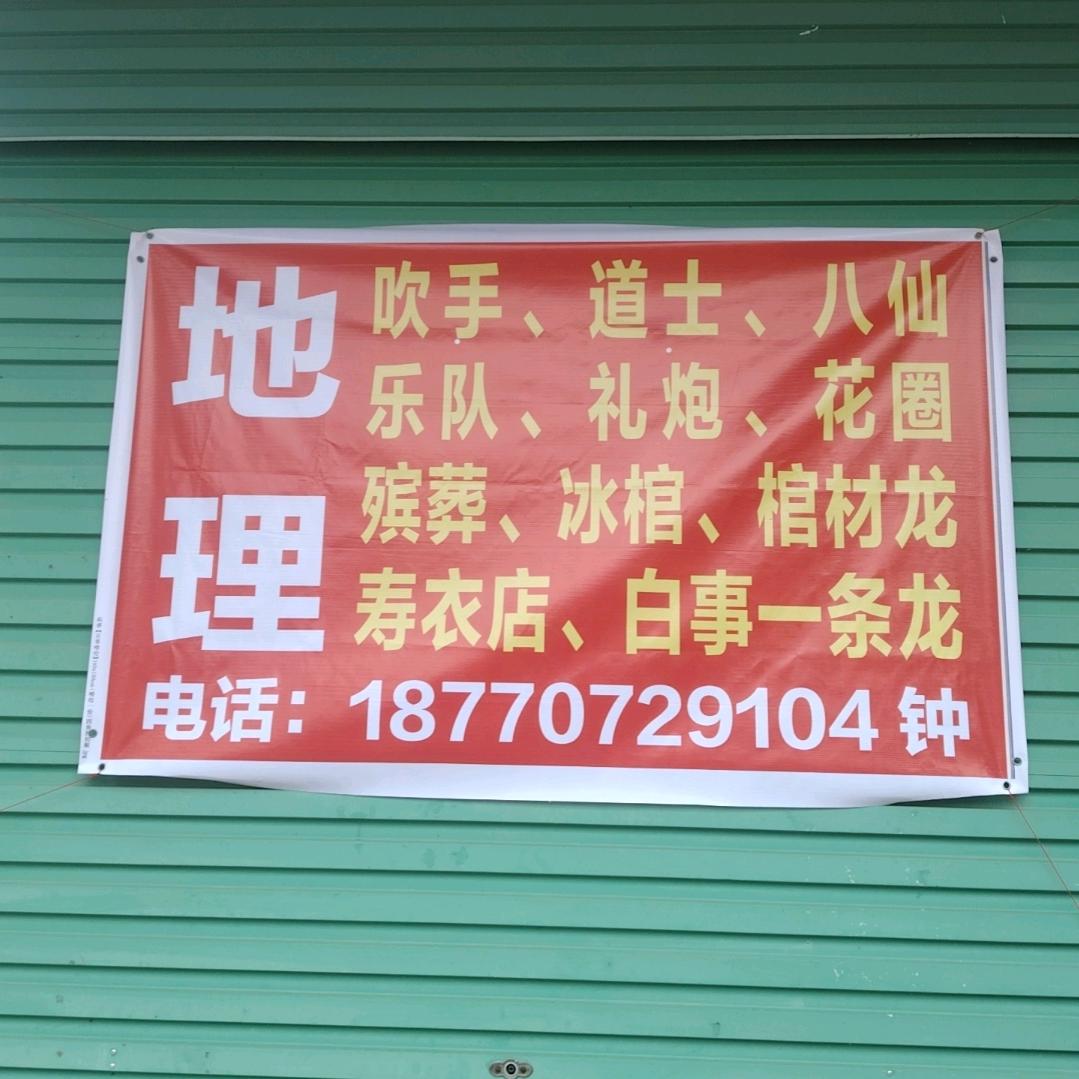 地理
吹手、道士、八仙
乐队、礼炮、花圈
殡葬、冰棺、棺材龙
寿衣店、白事一条龙
电话：18770729104 钟